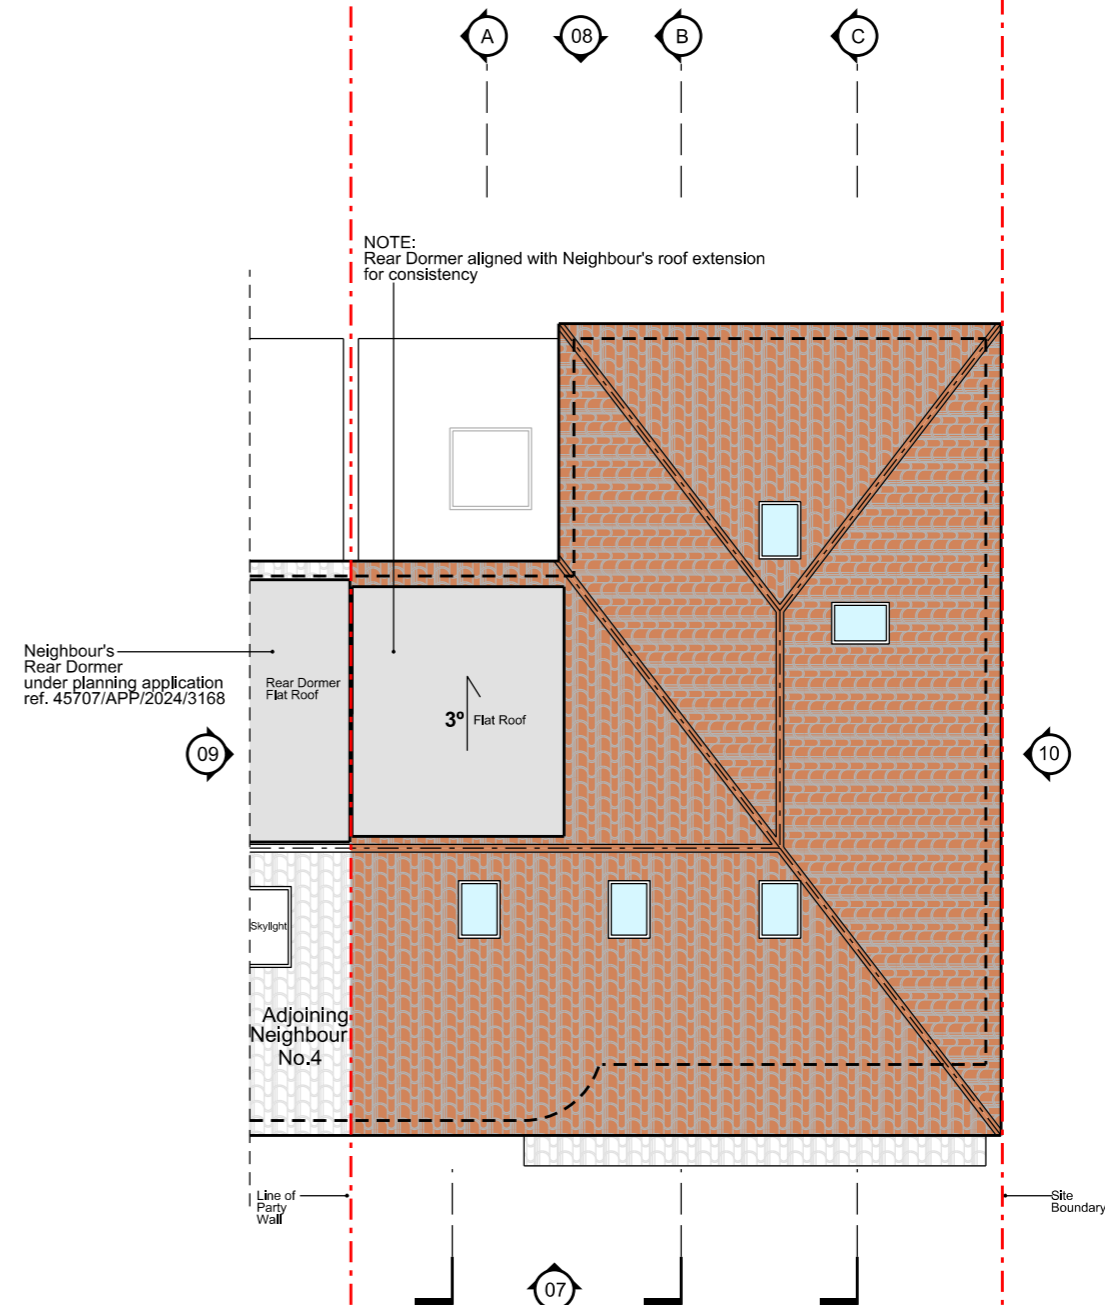 A
08
B
C
NOTE:
Rear Dormer aligned with Neighbour's roof extension
for consistency
Neighbour's
Rear Dormer
under planning application
ref. 45707/APP/2024/3168
Rear Dormer
Flat Roof
3º Flat Roof
09
10
Skylight
Adjoining
Neighbour
No.4
Line of
Party
Wall
Site
Boundary
07